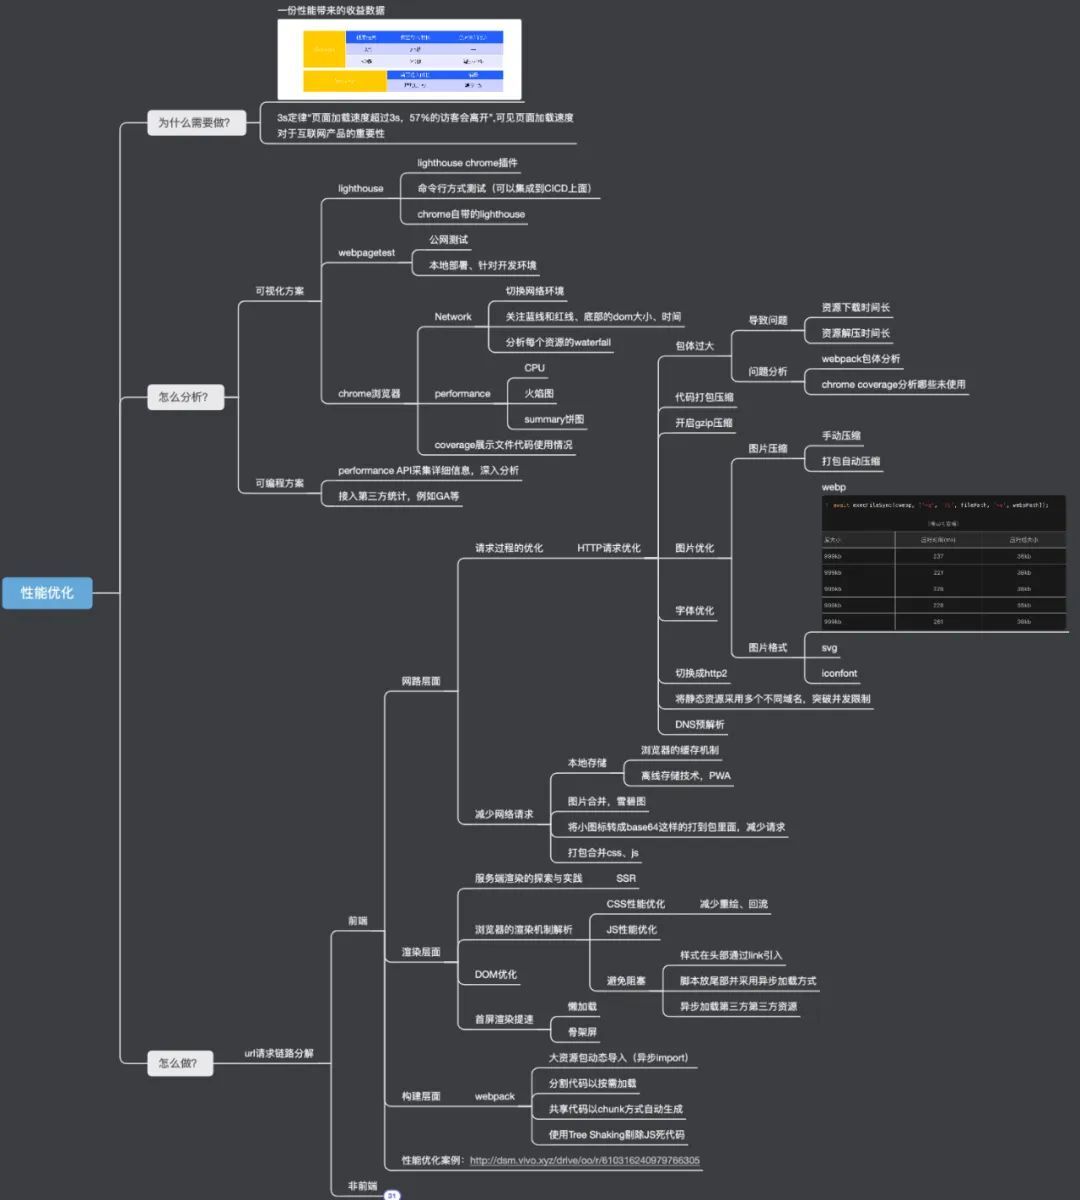 一份性能带来的收益数据
为什么需要做?
3s定律"页面加载速度超过3s，57%的访客会离开",可见页面加载速度
对于互联网产品的重要性
lighthouse chrome插件
lighthouse
命令行方式测试（可以集成到CICD上面）
chrome自带的lighthouse
公网测试
webpagetest
本地部署、针对开发环境
可视化方案
切换网络环境
Network
关注蓝线和红线、底部的dom大小、时间
分析每个资源的waterfall
怎么分析?
CPU
chrome浏览器
performance
火焰图
summary饼图
coverage展示文件代码使用情况
performance API采集详细信息，深入分析
可编程方案
接入第三方统计，例如GA等
资源下载时间长
导致问题
资源解压时间长
包体过大
webpack包体分析
问题分析
chrome coverage分析哪些未使用
代码打包压缩
开启gzip压缩
手动压缩
图片压缩
打包自动压缩
webp
999kb 237 38kb
999kb 38kb
38kb
999kb 228
999kb 261 38kb
请求过程的优化
HTTP请求优化
图片优化
性能优化
字体优化
图片格式
svg
iconfont
切换成http2
网路层面
将静态资源采用多个不同域名，突破并发限制
DNS预解析
浏览器的缓存机制
本地存储
离线存储技术，PWA
图片合并，雪碧图
减少网络请求
将小图标转成base64这样的打到包里面，减少请求
打包合并css、js
服务端渲染的探索与实践
SSR
CSS性能优化
减少重绘、回流
前端
浏览器的渲染机制解析
JS性能优化
渲染层面
样式在头部通过link引入
DOM优化
避免阻塞
脚本放尾部并采用异步加载方式
异步加载第三方第三方资源
懒加载
首屏渲染提速
骨架屏
怎么做?
url请求链路分解
大资源包动态导入（异步import）
分割代码以按需加载
构建层面
webpack
共享代码以chunk方式自动生成
使用Tree Shaking剔除JS死代码
性能优化案例：http://dsm.vivo.xyz/drive/oo/r/610316240979766305
非前端
31